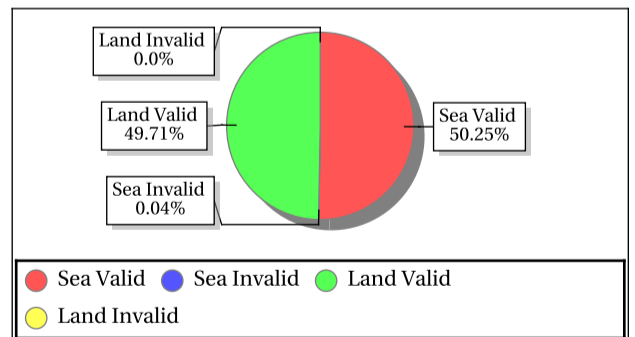 Land Invalid
0.0%
Land Valid
49.71%
Sea Valid
50.25%
Sea Invalid
0.04%
Sea Valid
Sea Invalid
Land Valid
Land Invalid